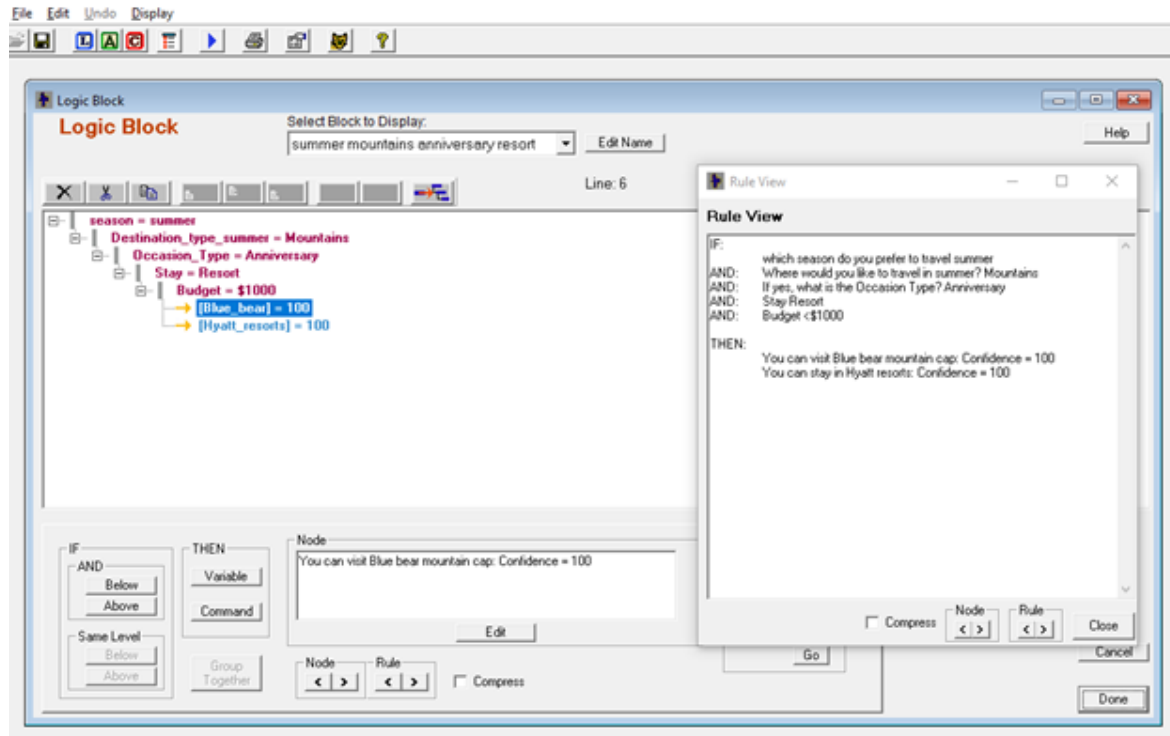 File Edit Undo Display
L A C ?
Logic Block
Logic Block
Select Block to Display:
summer mountains anniversary resort
Edit Name
Help
Line: 6
season = summer
Destination_type_summer = Mountains
Occasion_Type = Anniversary
Stay = Resort
Budget = $1000
[Blue_bear] = 100
[Hyatt_resorts] = 100
Rule View
Rule View
IF:
which season do you prefer to travel summer
AND: Where would you like to travel in summer? Mountains
AND: If yes, what is the Occasion Type? Anniversary
AND: Stay Resort
AND: Budget <$1000
THEN:
You can visit Blue bear mountain cap: Confidence = 100
You can stay in Hyatt resorts: Confidence = 100
Compress
Node
< >
Rule
< >
Close
IF
AND
Below
Above
Same Level
Below
Above
THEN
Variable
Command
Group
Together
Node
You can visit Blue bear mountain cap: Confidence = 100
Edit
Node
< >
Rule
< >
Compress
Go
Cancel
Done